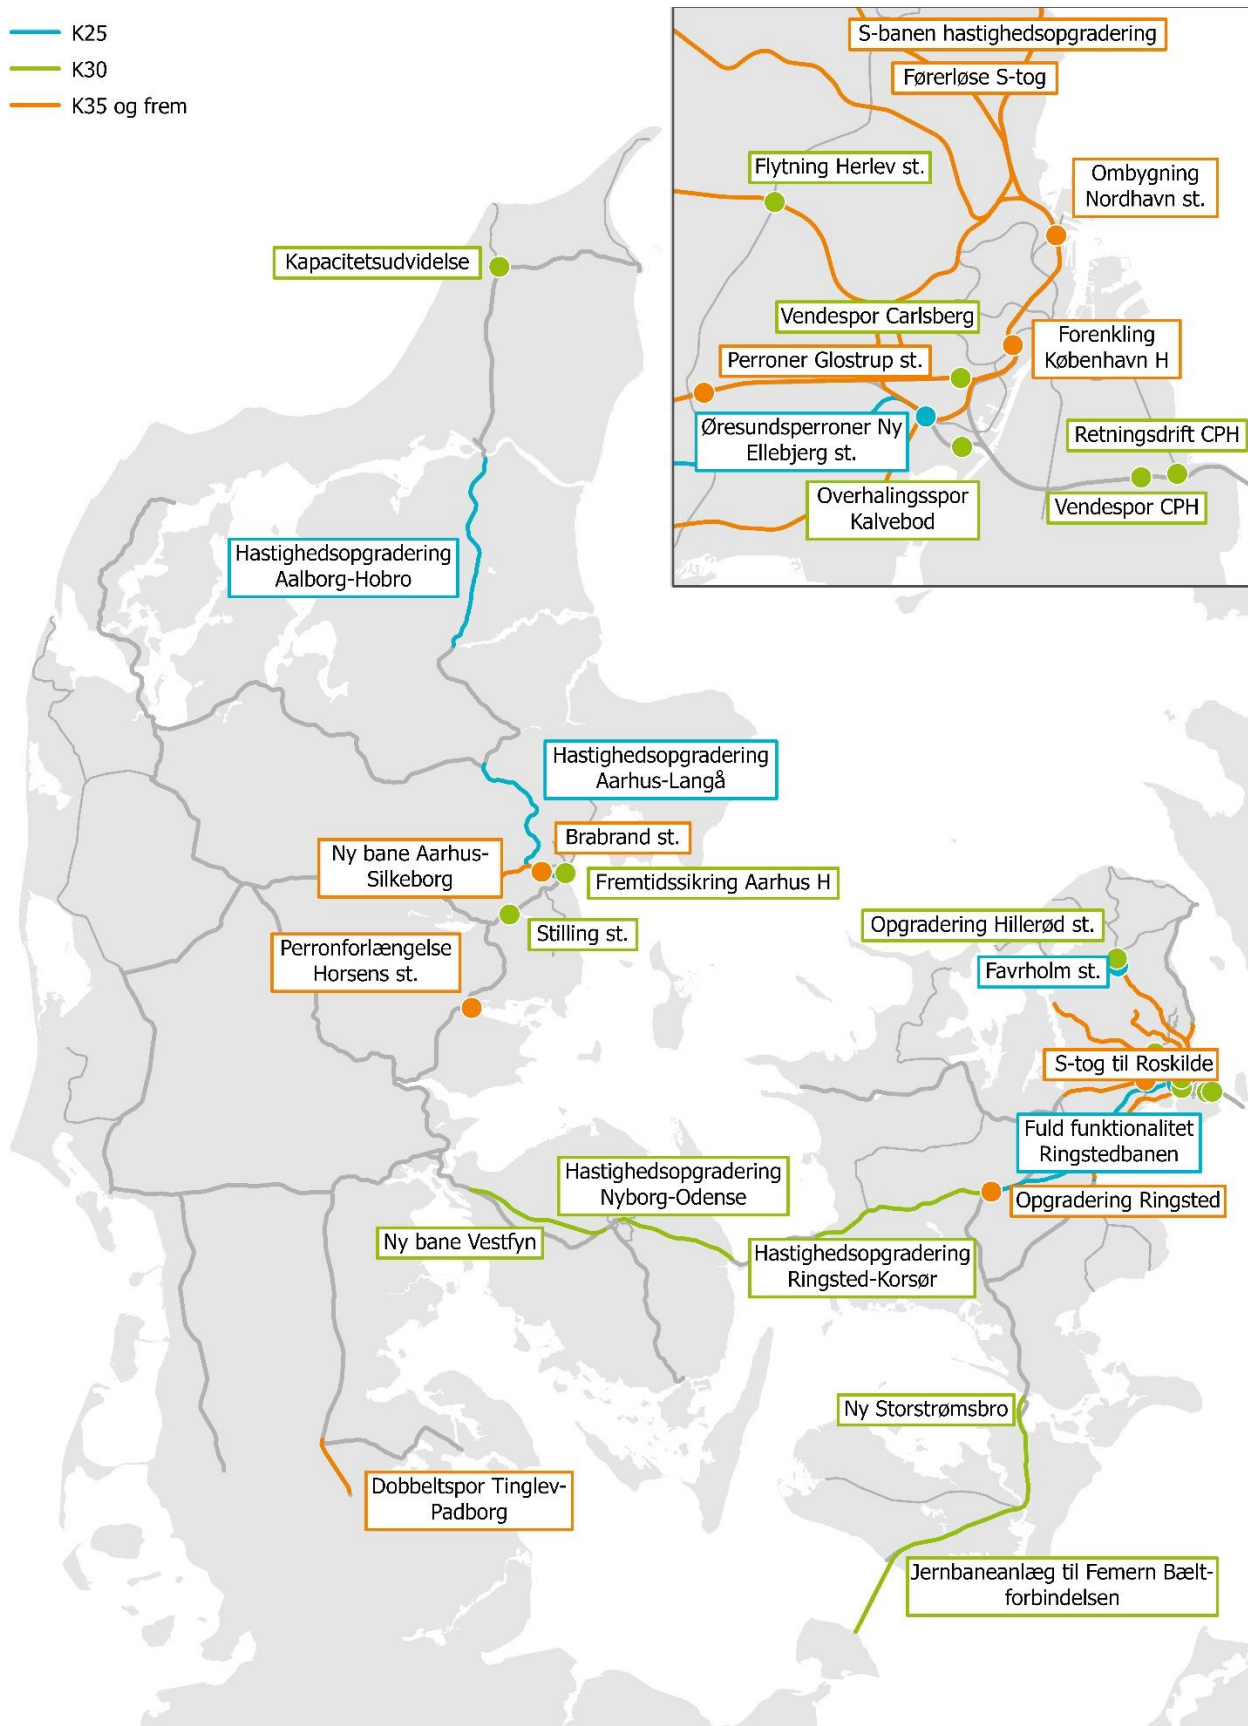 K25
K30
K35 og frem
S-banen hastighedsopgradering
Førerløse S-tog
Flytning Herlev st.
Ombygning
Nordhavn st.
Vendespor Carlsberg
Forenkling
København H
Perroner Glostrup st.
Øresundsperroner Ny
Ellebjerg st.
Retningsdrift CPH
Overhalingsspor
Kalvebod
Vendespor CPH
Kapacitetsudvidelse
Hastighedsopgradering
Aalborg-Hobro
Hastighedsopgradering
Aarhus-Langå
Brabrand st.
Ny bane Aarhus-
Silkeborg
Fremtidssikring Aarhus H
Stilling st.
Perronforlængelse
Horsens st.
Opgradering Hillerød st.
Favrholm st.
S-tog til Roskilde
Fuld funktionalitet
Ringstedbanen
Opgradering Ringsted
Hastighedsopgradering
Nyborg-Odense
Ny bane Vestfyn
Hastighedsopgradering
Ringsted-Korsør
Ny Storstrømsbro
Dobbeltspor Tinglev-
Padborg
Jernbaneanlæg til Femern Bælt-
forbindelsen